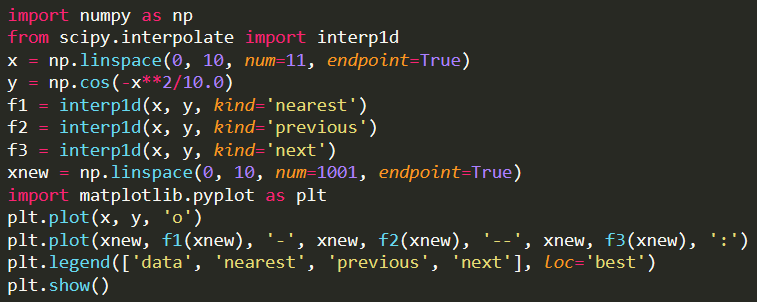 import numpy as np
from scipy.interpolate import interp1d
x = np.linspace(0, 10, num=11, endpoint=True)
y = np.cos(-x**2/10.0)
f1 = interp1d(x, y, kind='nearest')
f2 = interp1d(x, y, kind='previous')
f3 = interp1d(x, y, kind='next')
xnew = np.linspace(0, 10, num=1001, endpoint=True)
import matplotlib.pyplot as plt
plt.plot(x, y, 'o')
plt.plot(xnew, f1(xnew), '-', xnew, f2(xnew), '--', xnew, f3(xnew), ':')
plt.legend(['data', 'nearest', 'previous', 'next'], loc='best')
plt.show()